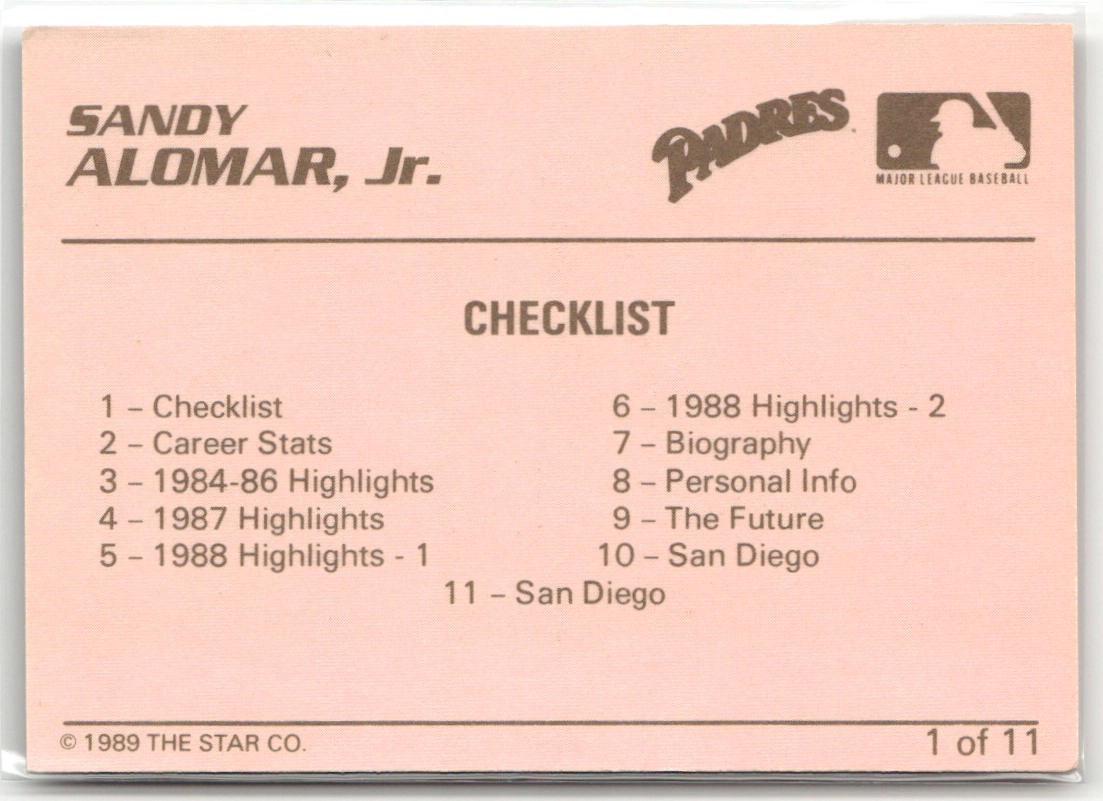 SANDY
ALOMAR, Jr.
PADRES
MAJOR LEAGUE BASEBALL
CHECKLIST
1 – Checklist
2 – Career Stats
3 – 1984-86 Highlights
4 – 1987 Highlights
5 – 1988 Highlights - 1
6 – 1988 Highlights - 2
7 – Biography
8 – Personal Info
9 – The Future
10 – San Diego
11 – San Diego
© 1989 THE STAR CO.
1 of 11